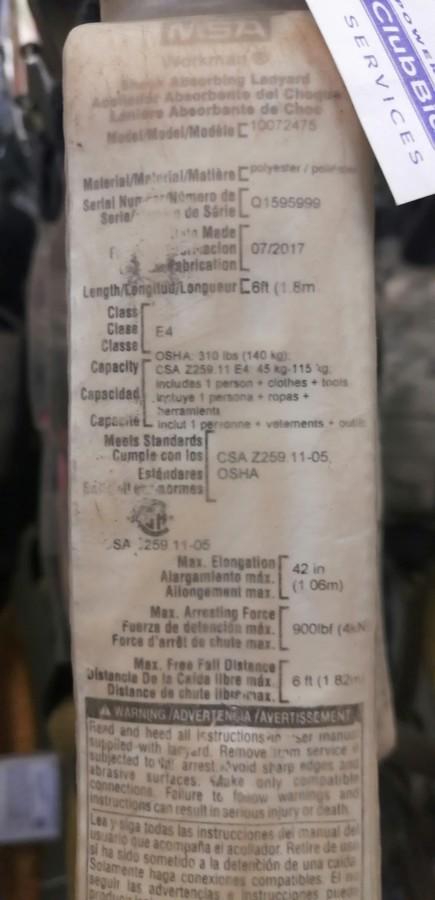 MSA
Workman®
Shock Absorbing Lanyard
Acollador Absorbente del Choque
Lanière Absorbante de Choc
Model/Model/Modèle 10072475
Material/Material/Matière polyester /
Serial Number/Número de
Serie/ de Série Q1595999
Date Made
07/2017
Fabrication
Length/Longitud/Longueur 6ft (1.8m
Class
Clase E4
Classe
Capacity
Capacidad
Capacité
OSHA: 310 lbs (140 kg);
CSA Z259.11 E4: 45 kg-115 kg;
includes 1 person + clothes + tools
incluye 1 persona + ropas +
herramients
inclut 1 personne + vetements +
Meets Standards
Cumple con los
Estándares
normes
CSA Z259.11-05,
OSHA
SA 259 11-05
Max. Elongation
Alargamiento máx.
Allongement max.
42 in
(1 06m)
Max. Arresting Force
Fuerza de detención máx.
Force d'arrêt de chute max.
900lbf (4kN
Max. Free Fall Distance
Distancia De la Caída libre máx.
Distance de chute libre max.
6 ft (1 82m
WARNING/ADVERTENCIA/AVERTISSEMENT
Read and heed all instructions in user manual
supplied with lanyard. Remove from service if
subjected to fall arrest. Avoid sharp edges and
abrasive surfaces. Make only compatible
connections. Failure to follow warnings and
instructions can result in serious injury or death.
Lea y siga todas las instrucciones del manual del
usuario que acompaña el acollador. Retire de uso
si ha sido sometido a la detención de una caída.
Solamente haga conexiones compatibles. El no
seguir las advertencias e instrucciones puede
POWER
ClubBl
SERVICES